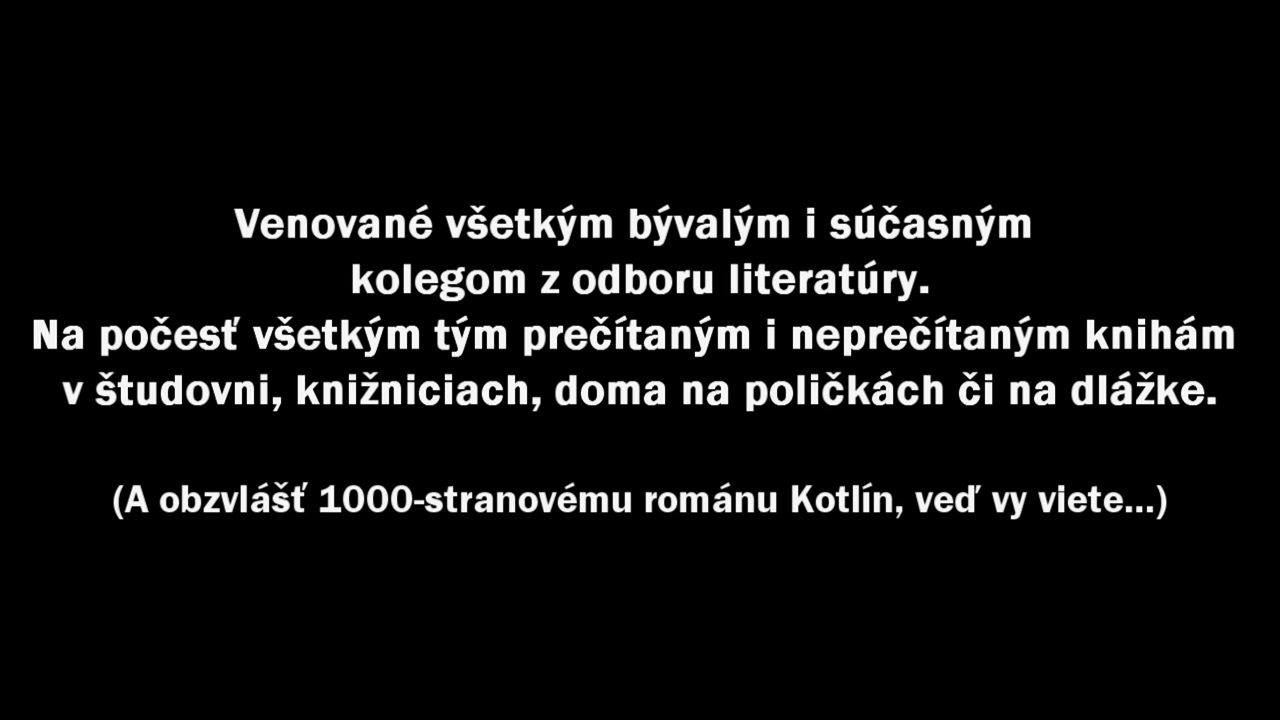 Venované všetkým bývalým i súčasným
kolegom z odboru literatúry.
Na počesť všetkým tým prečítaným i neprečítaným knihám
v študovni, knižniciach, doma na poličkách či na dlážke.
(A obzvlášť 1000-stranovému románu Kotlín, veď vy viete...)